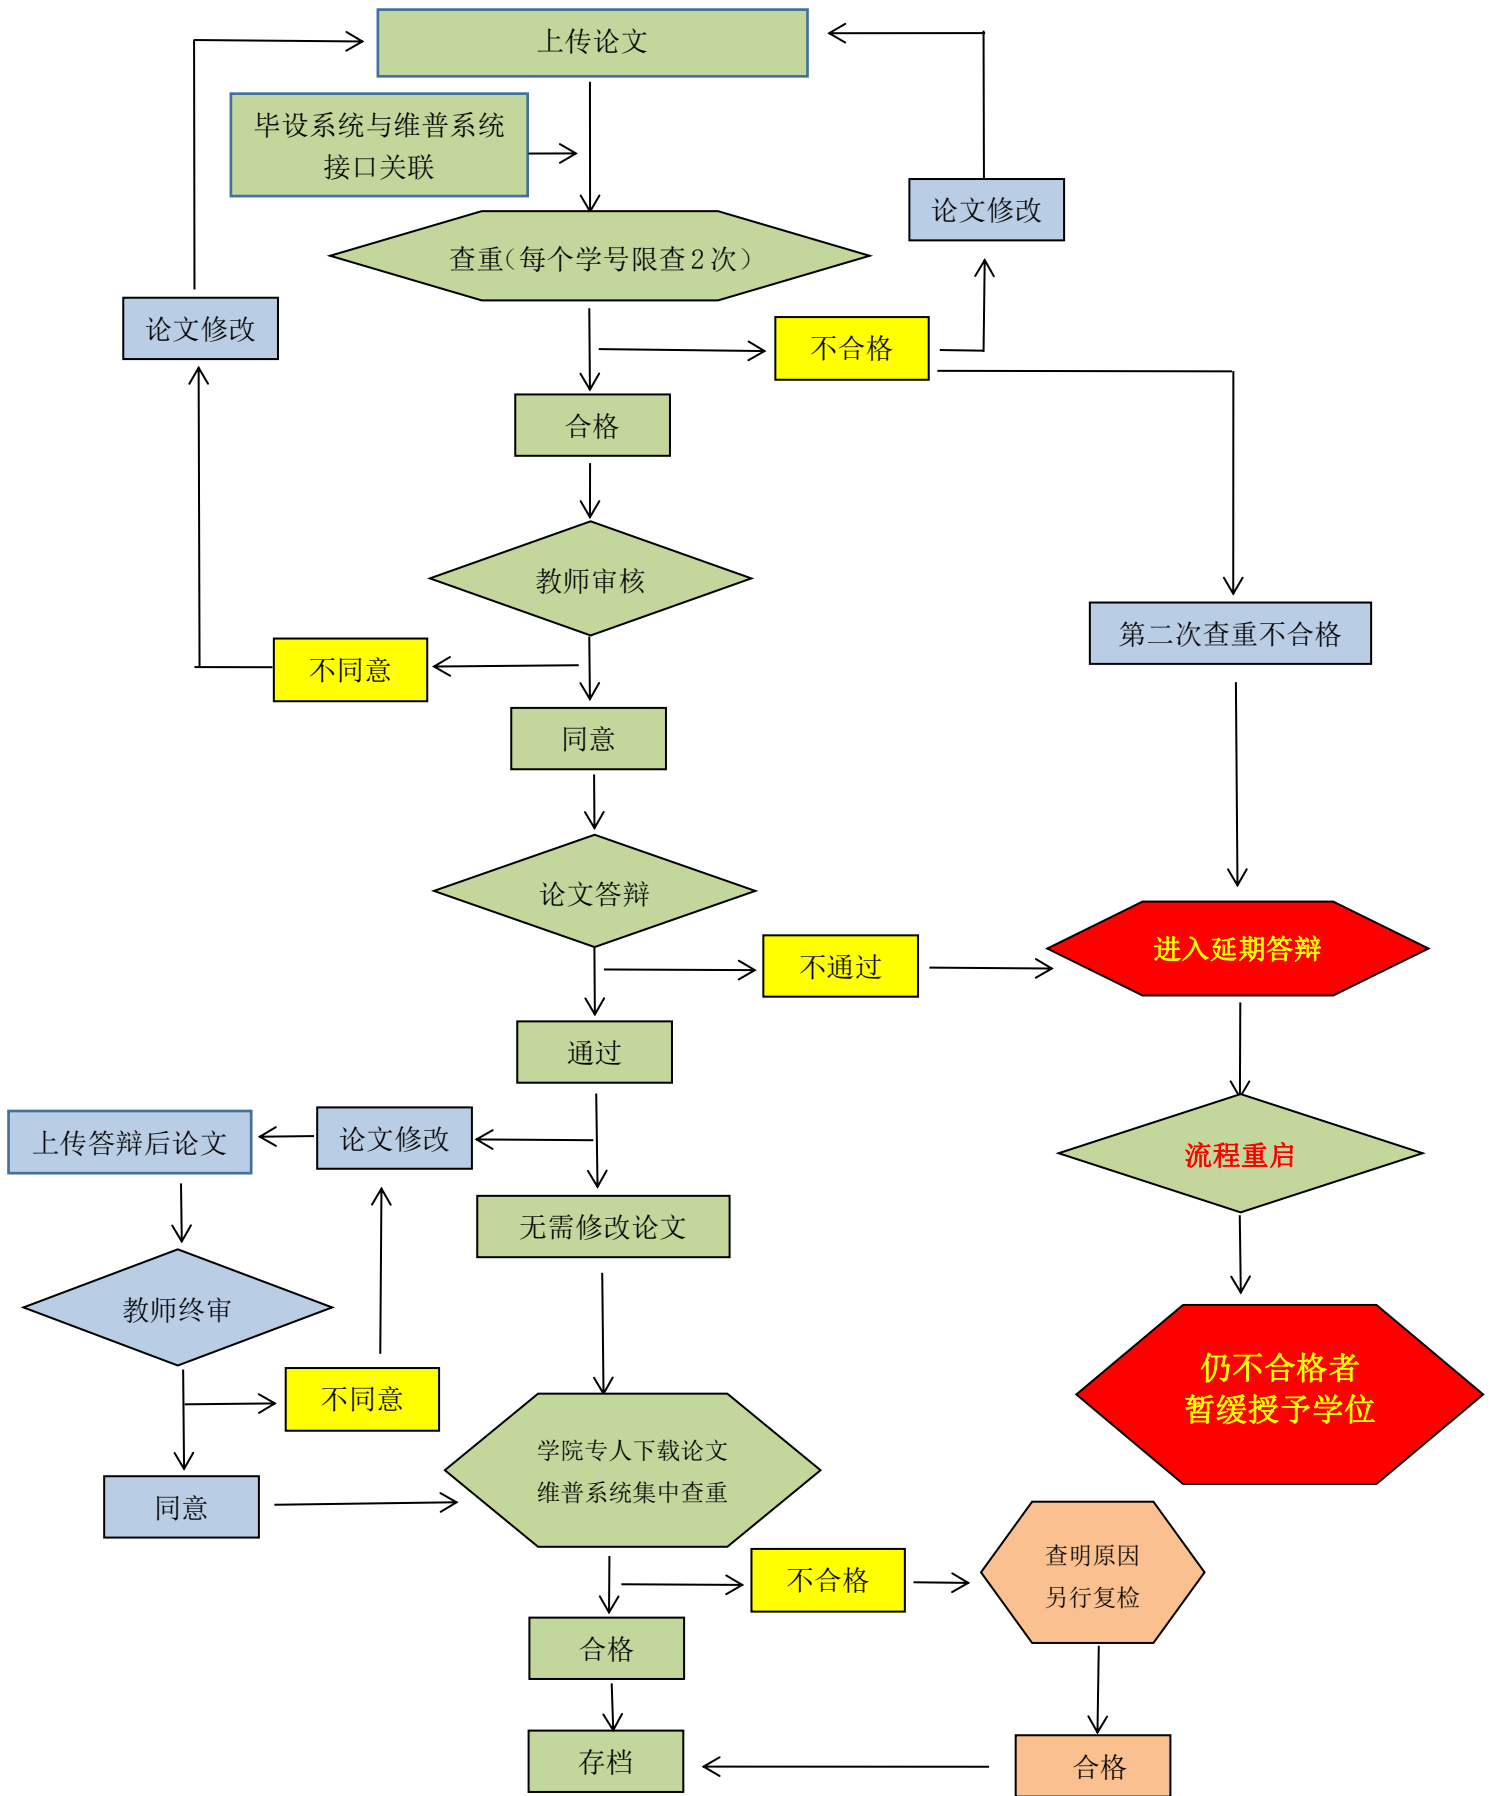 上传论文
毕设系统与维普系统
接口关联
论文修改
查重（每个学号限查2次）
论文修改
不合格
合格
教师审核
第二次查重不合格
不同意
同意
论文答辩
进入延期答辩
不通过
通过
论文修改
上传答辩后论文
流程重启
无需修改论文
教师终审
仍不合格者
暂缓授予学位
不同意
学院专人下载论文
维普系统集中查重
同意
查明原因
另行复检
不合格
合格
存档
合格